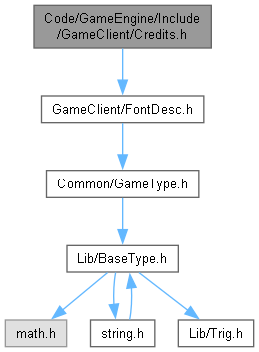 Code/GameEngine/Include
/GameClient/Credits.h
GameClient/FontDesc.h
Common/GameType.h
Lib/BaseType.h
math.h
string.h
Lib/Trig.h